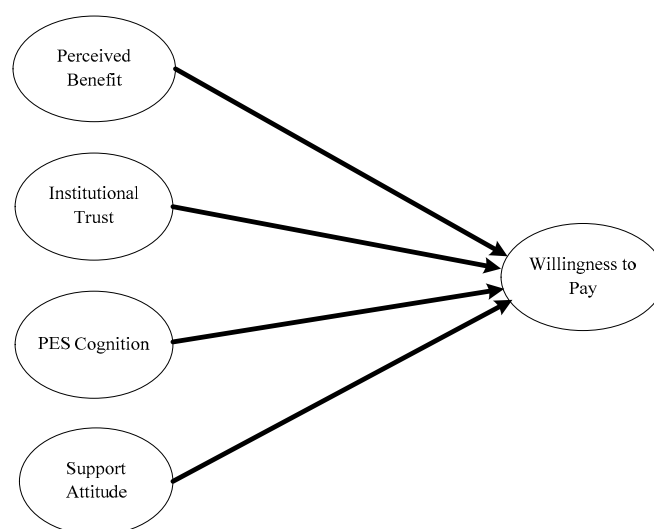 Perceived
Benefit
Institutional
Trust
PES Cognition
Support
Attitude
Willingness to
Pay